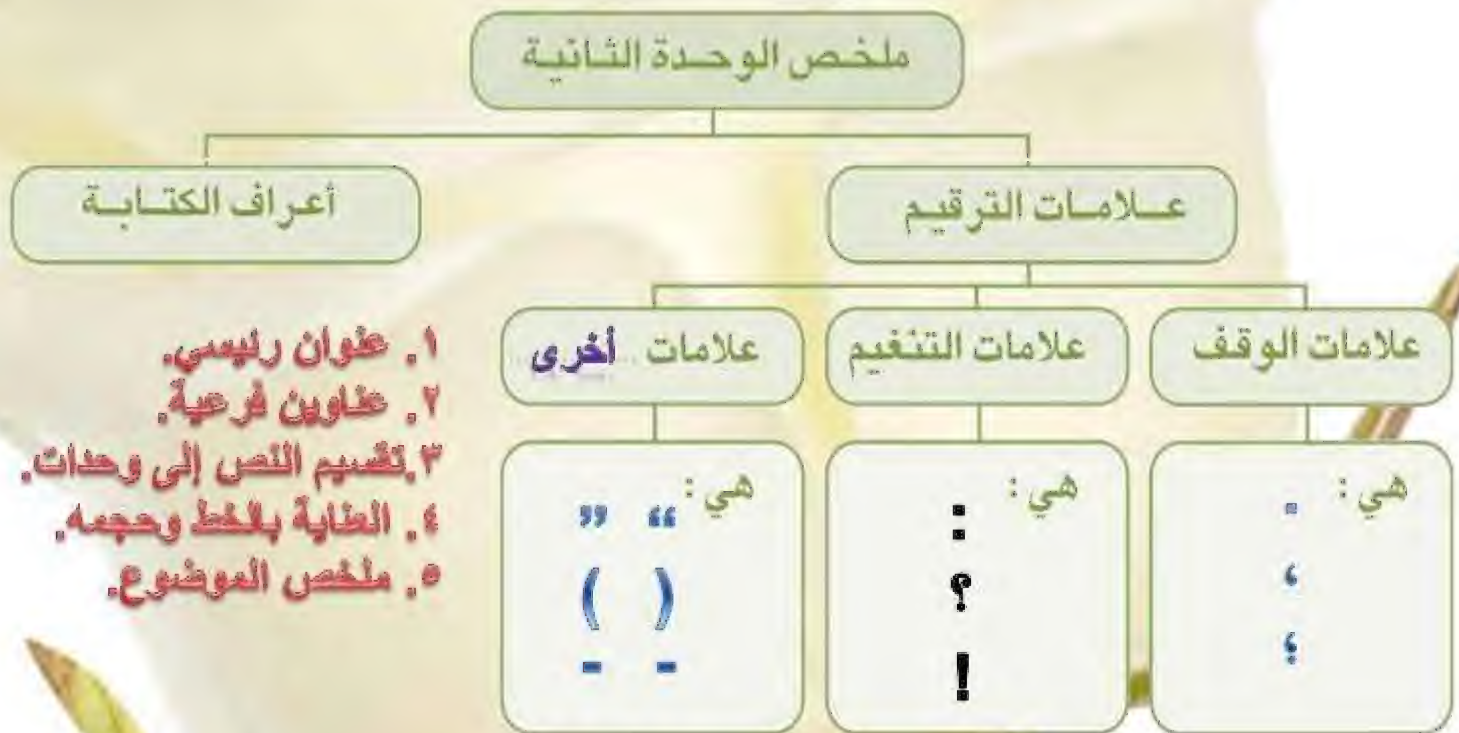 ملخص الوحدة الثانية
علامات الترقيم
أعراف الكتابة
علامات الوقف
علامات التنغيم
علامات أخرى
هي :
.
،
؛
هي :
:
؟
!
هي :
“ ”
( )
- -
١. عنوان رئيسي.
٢. عناوين فرعية.
٣.تقسيم النص إلى وحدات.
٤. العناية بالخط وحجمه.
٥. ملخص الموضوع.